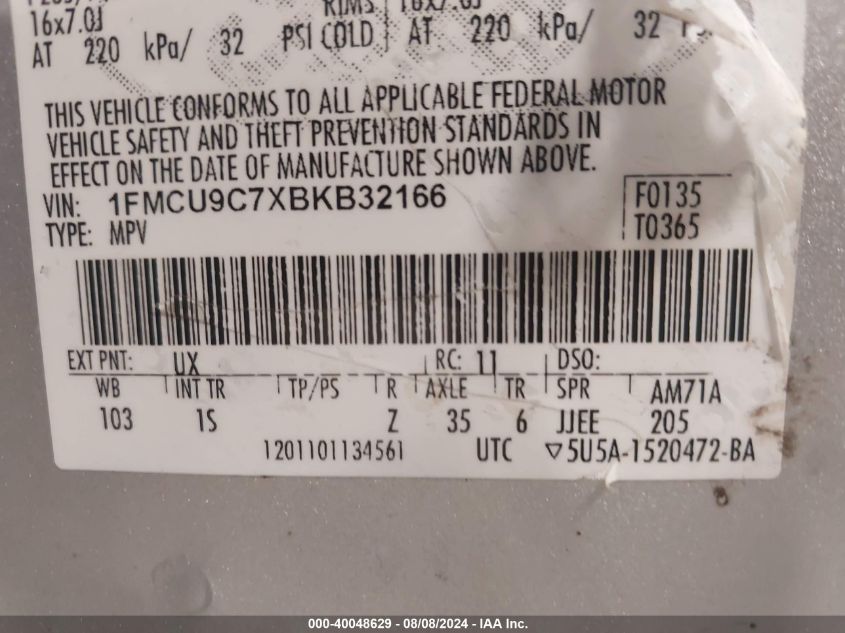 RIMS 16x7.0J
16x7.0J
AT 220 kPa/ 32 PSI COLD AT 220 kPa/ 32
THIS VEHICLE CONFORMS TO ALL APPLICABLE FEDERAL MOTOR
VEHICLE SAFETY AND THEFT PREVENTION STANDARDS IN
EFFECT ON THE DATE OF MANUFACTURE SHOWN ABOVE.
VIN: 1FMCU9C7XBKB32166 F0135
TYPE: MPV T0365
EXT PNT: UX RC: 11 DSO:
WB INT TR TP/PS R AXLE TR SPR AM71A
103 1S Z 35 6 JJEE 205
1201101134561 UTC ▽5U5A-1520472-BA
000-40048629 - 08/08/2024 - IAA Inc.